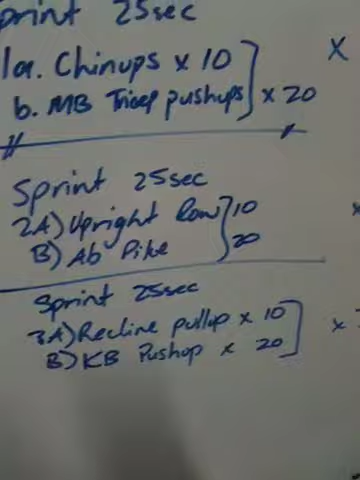 Sprint 25sec
1a. Chinups x 10
b. MB Tricep pushups x 20
X
Sprint 25sec
2A) Upright Row 10
B) Ab Pike 20
Sprint 25sec
3A) Recline pullup x 10
B) KB Pushup x 20
x